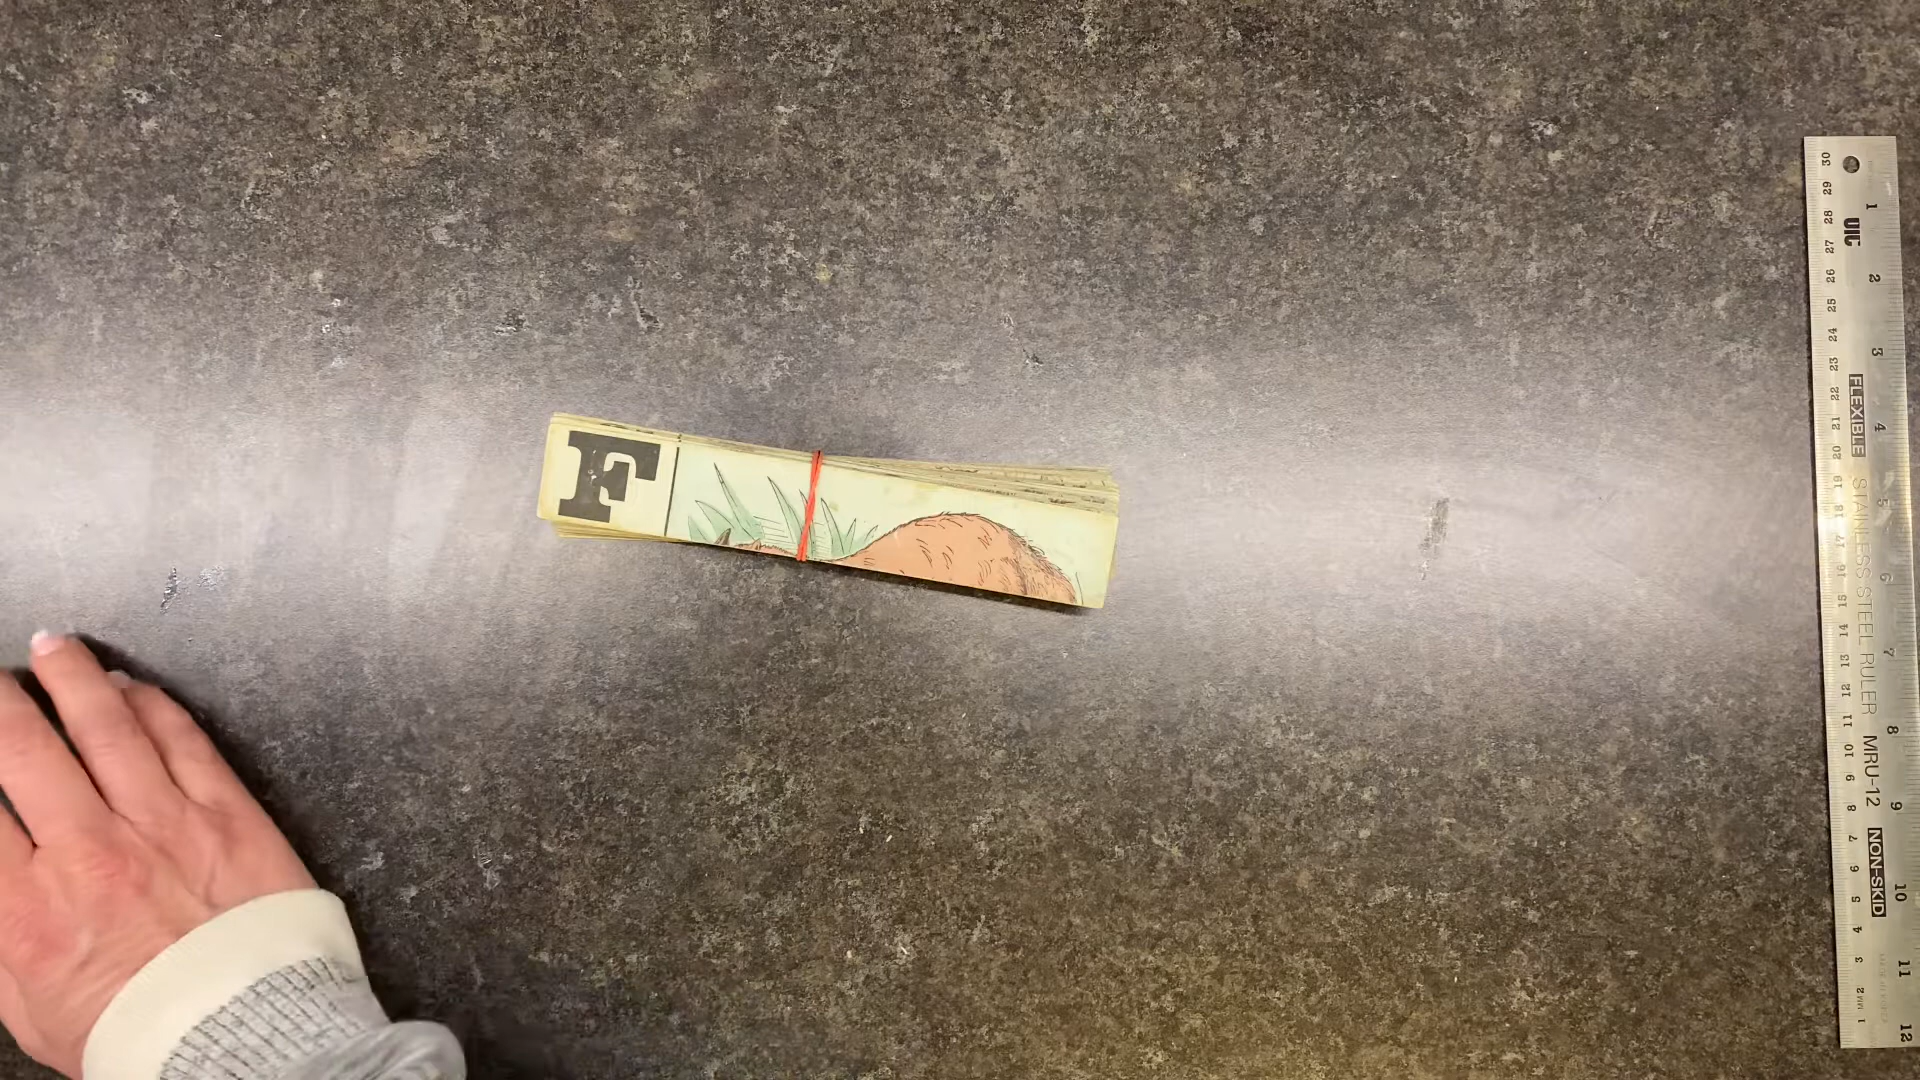 F
UIC
FLEXIBLE STAINLESS STEEL RULER MRU-12 NON-SKID
30 29 28 27 26 25 24 23 22 21 20 19 18 17 16 15 14 13 12 11 10 9 8 7 6 5 4 3 2 1
MM
1 2 3 4 5 6 7 8 9 10 11 12